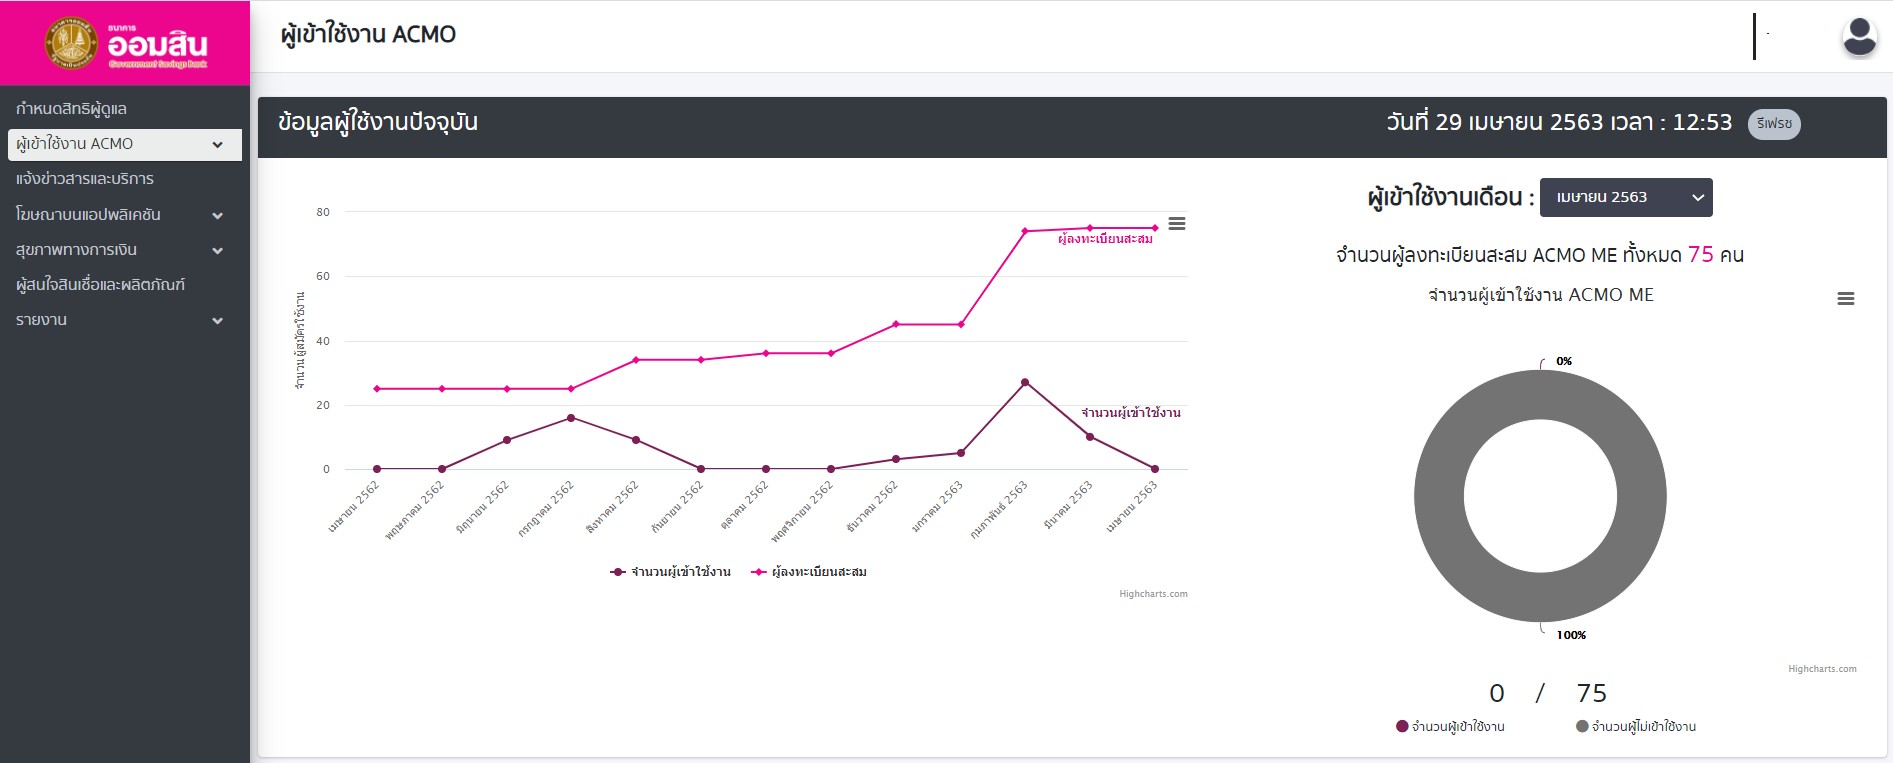 ธนาคาร
ออมสิน
Government Savings Bank
กำหนดสิทธิผู้ดูแล
ผู้เข้าใช้งาน ACMO
แจ้งข่าวสารและบริการ
โฆษณาบนแอปพลิเคชัน
สุขภาพทางการเงิน
ผู้สนใจสินเชื่อและผลิตภัณฑ์
รายงาน
ผู้เข้าใช้งาน ACMO
-
ข้อมูลผู้ใช้งานปัจจุบัน
วันที่ 29 เมษายน 2563 เวลา : 12:53 รีเฟรช
80
60
40
20
0
จำนวนผู้สมัครใช้งาน
ผู้ลงทะเบียนสะสม
จำนวนผู้เข้าใช้งาน
เมษายน 2562
พฤษภาคม 2562
มิถุนายน 2562
กรกฎาคม 2562
สิงหาคม 2562
กันยายน 2562
ตุลาคม 2562
พฤศจิกายน 2562
ธันวาคม 2562
มกราคม 2563
กุมภาพันธ์ 2563
มีนาคม 2563
เมษายน 2563
จำนวนผู้เข้าใช้งาน ผู้ลงทะเบียนสะสม
Highcharts.com
ผู้เข้าใช้งานเดือน : เมษายน 2563
จำนวนผู้ลงทะเบียนสะสม ACMO ME ทั้งหมด 75 คน
จำนวนผู้เข้าใช้งาน ACMO ME
0%
100%
Highcharts.com
0 / 75
จำนวนผู้เข้าใช้งาน จำนวนผู้ไม่เข้าใช้งาน